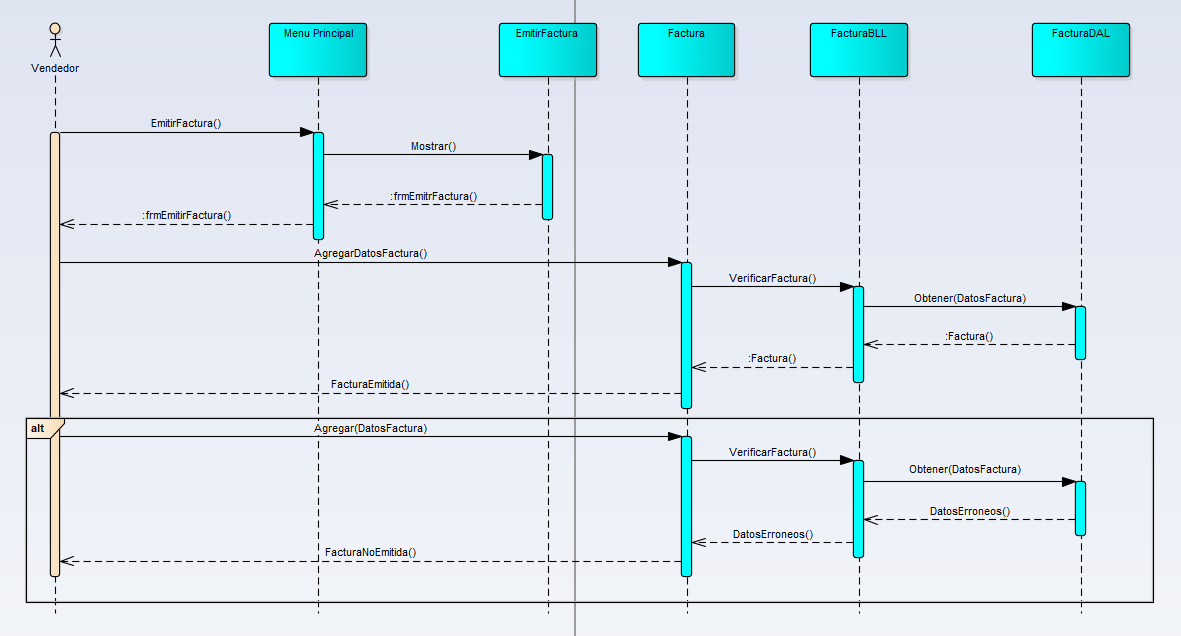 Vendedor
Menu Principal
EmitirFactura
Factura
FacturaBLL
FacturaDAL
EmitirFactura()
Mostrar()
:frmEmitrFactura()
:frmEmitirFactura()
AgregarDatosFactura()
VerificarFactura()
Obtener(DatosFactura)
:Factura()
:Factura()
FacturaEmitida()
alt
Agregar(DatosFactura)
VerificarFactura()
Obtener(DatosFactura)
DatosErroneos()
DatosErroneos()
FacturaNoEmitida()